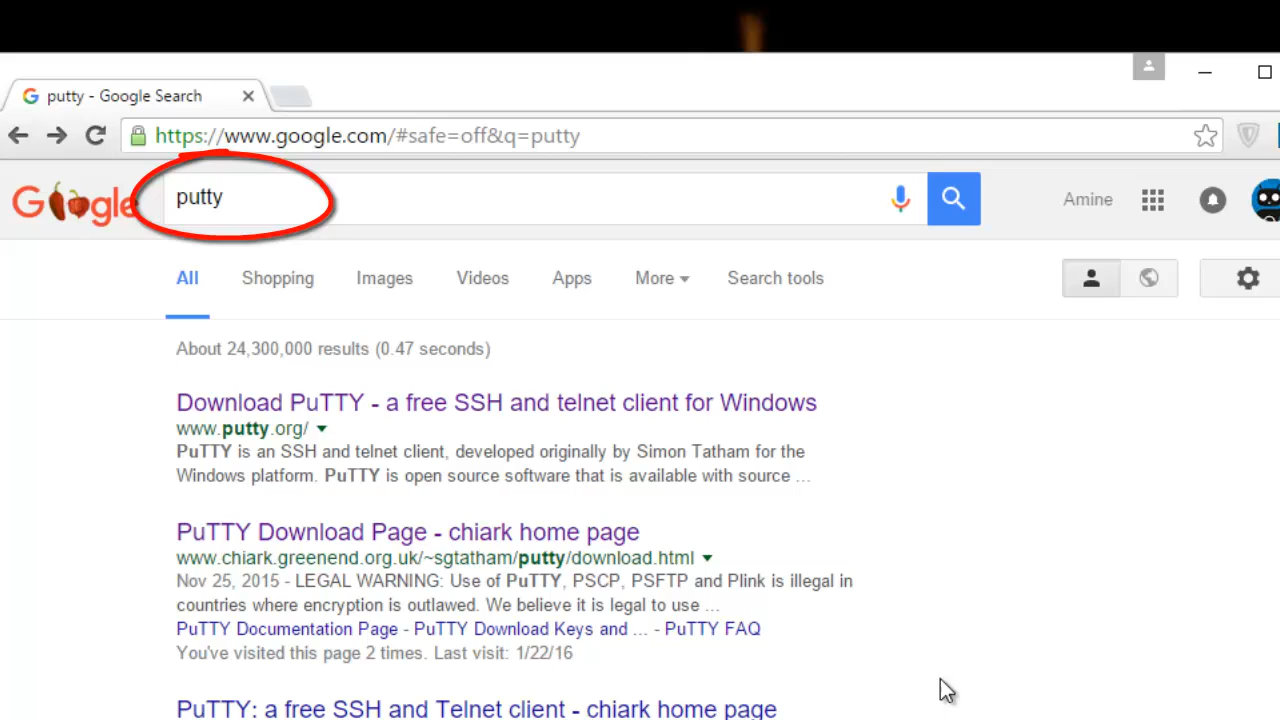 putty - Google Search
https://www.google.com/#safe=off&q=putty
Google
putty
Amine
All Shopping Images Videos Apps More Search tools
About 24,300,000 results (0.47 seconds)
Download PuTTY - a free SSH and telnet client for Windows
www.putty.org/
PuTTY is an SSH and telnet client, developed originally by Simon Tatham for the
Windows platform. PuTTY is open source software that is available with source ...
PuTTY Download Page - chiark home page
www.chiark.greenend.org.uk/~sgtatham/putty/download.html
Nov 25, 2015 - LEGAL WARNING: Use of PuTTY, PSCP, PSFTP and Plink is illegal in
countries where encryption is outlawed. We believe it is legal to use ...
PuTTY Documentation Page - PuTTY Download Keys and ... - PuTTY FAQ
You've visited this page 2 times. Last visit: 1/22/16
PuTTY: a free SSH and Telnet client - chiark home page